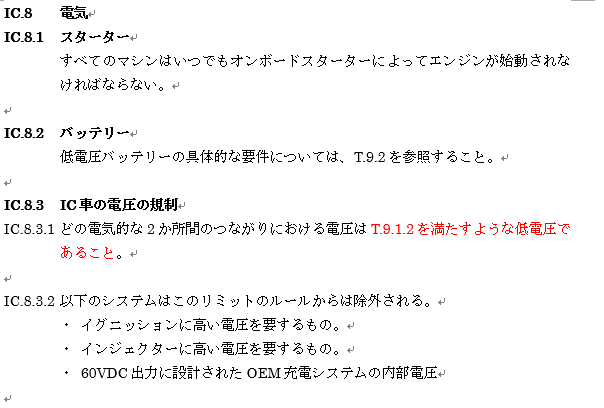 IC.8 電気
IC.8.1 スターター
すべてのマシンはいつでもオンボードスターターによってエンジンが始動されな
ければならない。
IC.8.2 バッテリー
低電圧バッテリーの具体的な要件については、T.9.2 を参照すること。
IC.8.3 IC 車の電圧の規制
IC.8.3.1 どの電気的な 2 か所間のつながりにおける電圧は T.9.1.2 を満たすような低電圧で
あること。
IC.8.3.2 以下のシステムはこのリミットのルールからは除外される。
・ イグニッションに高い電圧を要するもの。
・ インジェクターに高い電圧を要するもの。
・ 60VDC 出力に設計された OEM 充電システムの内部電圧